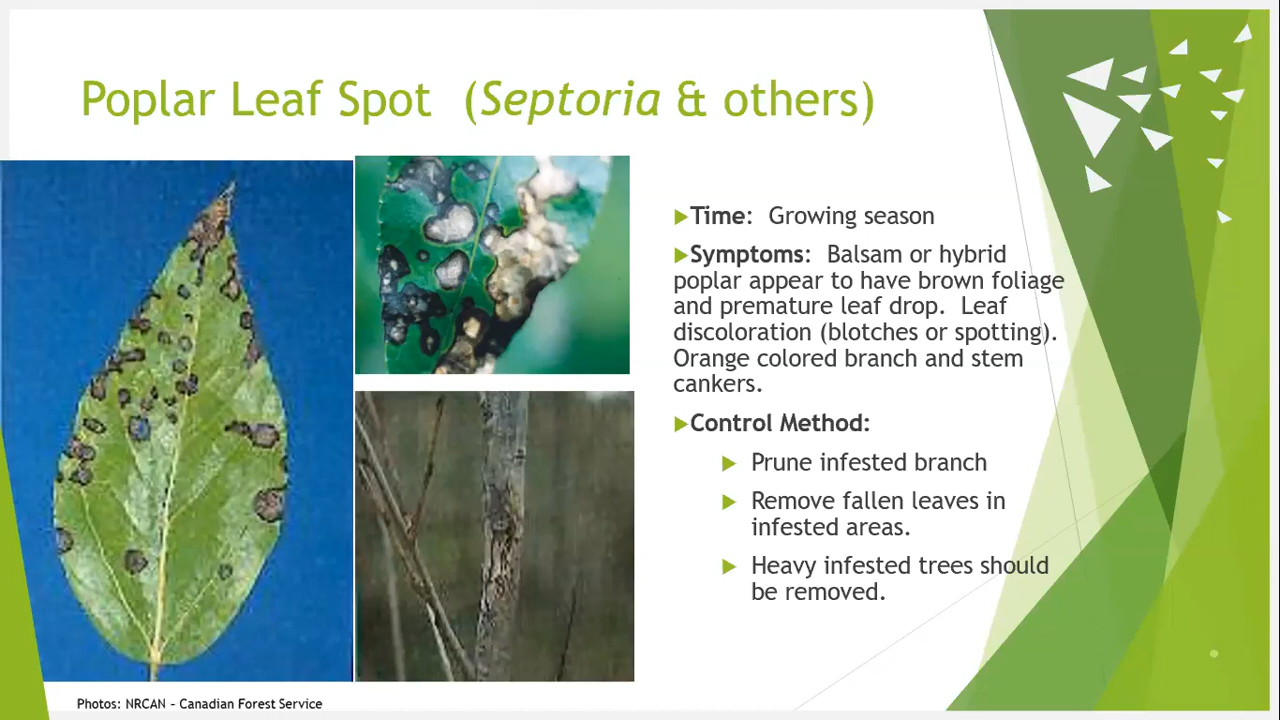 Poplar Leaf Spot (Septoria & others)
Time: Growing season
Symptoms: Balsam or hybrid
poplar appear to have brown foliage
and premature leaf drop. Leaf
discoloration (blotches or spotting).
Orange colored branch and stem
cankers.
Control Method:
Prune infested branch
Remove fallen leaves in
infested areas.
Heavy infested trees should
be removed.
Photos: NRCAN – Canadian Forest Service